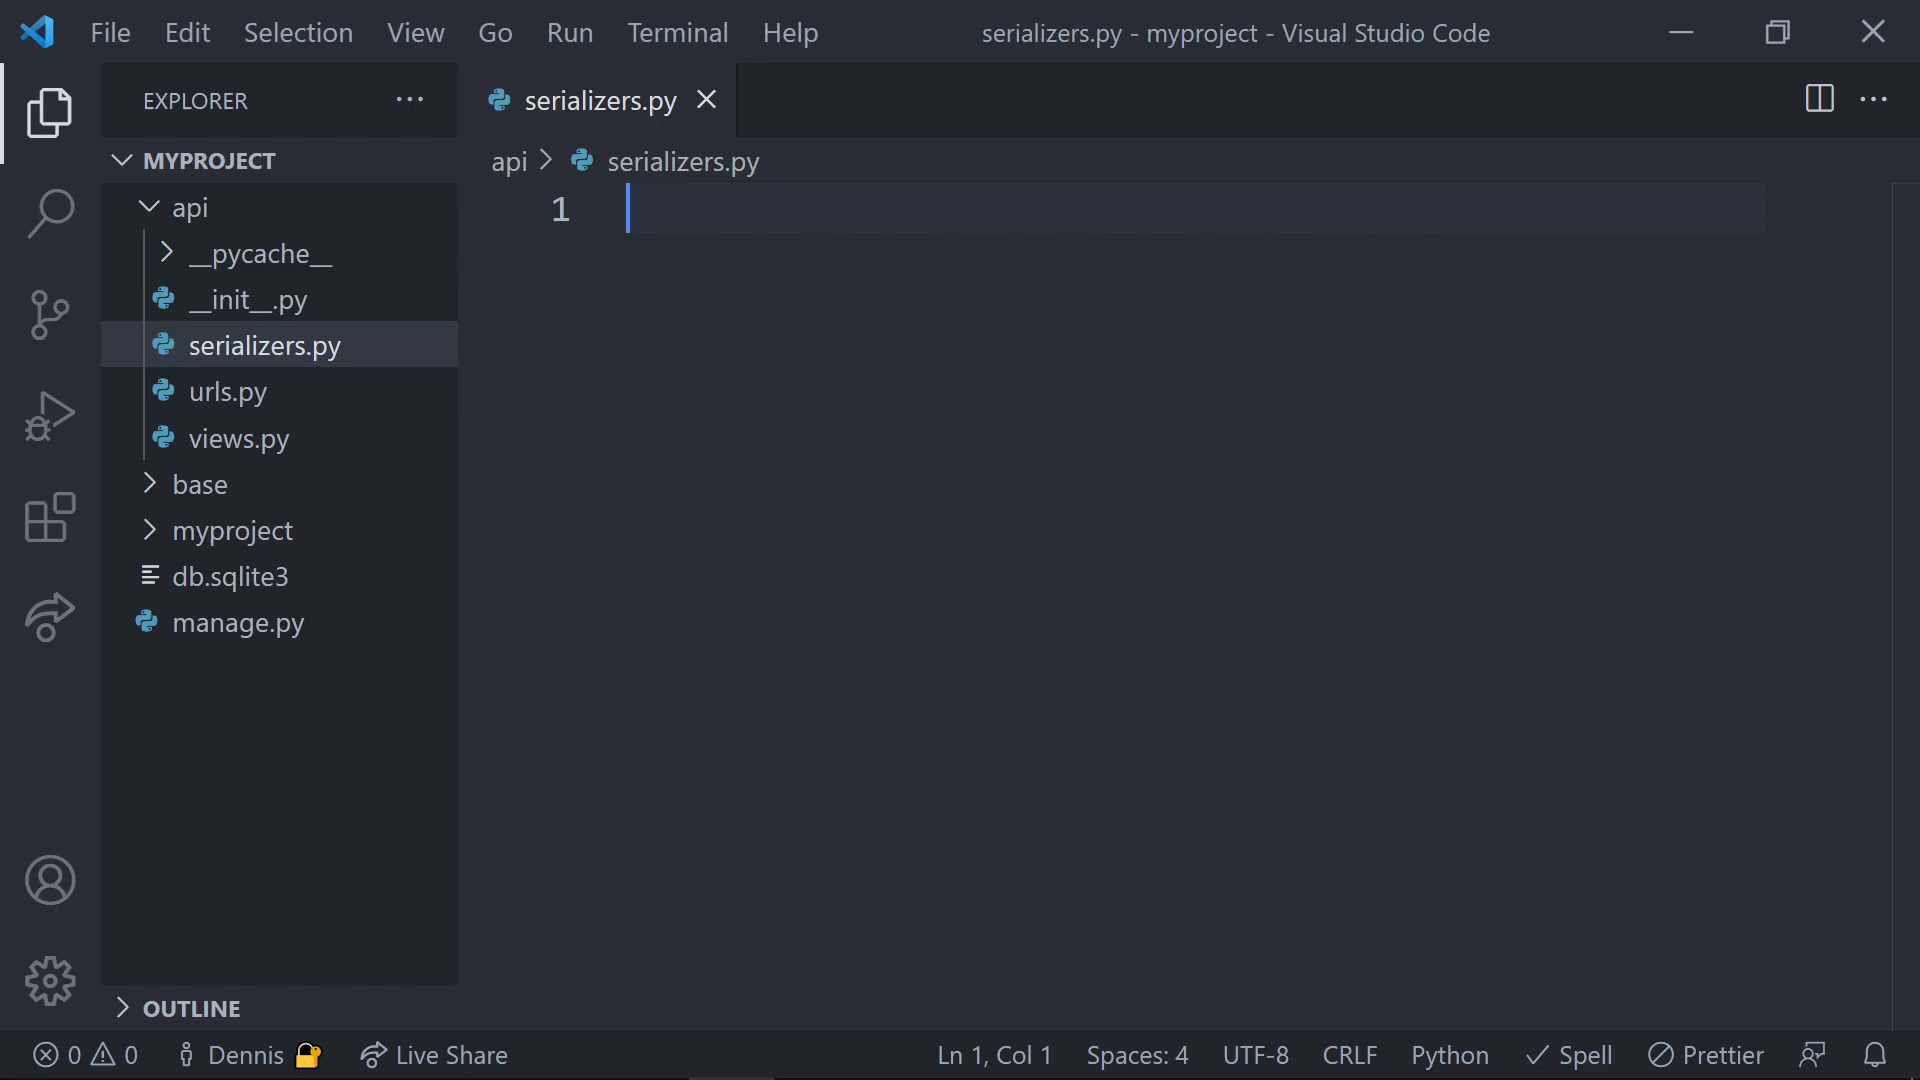 File Edit Selection View Go Run Terminal Help serializers.py - myproject - Visual Studio Code
EXPLORER
serializers.py
MYPROJECT
api
__pycache__
__init__.py
serializers.py
urls.py
views.py
base
myproject
db.sqlite3
manage.py
OUTLINE
api > serializers.py
1
0 0 Dennis Live Share Ln 1, Col 1 Spaces: 4 UTF-8 CRLF Python Spell Prettier